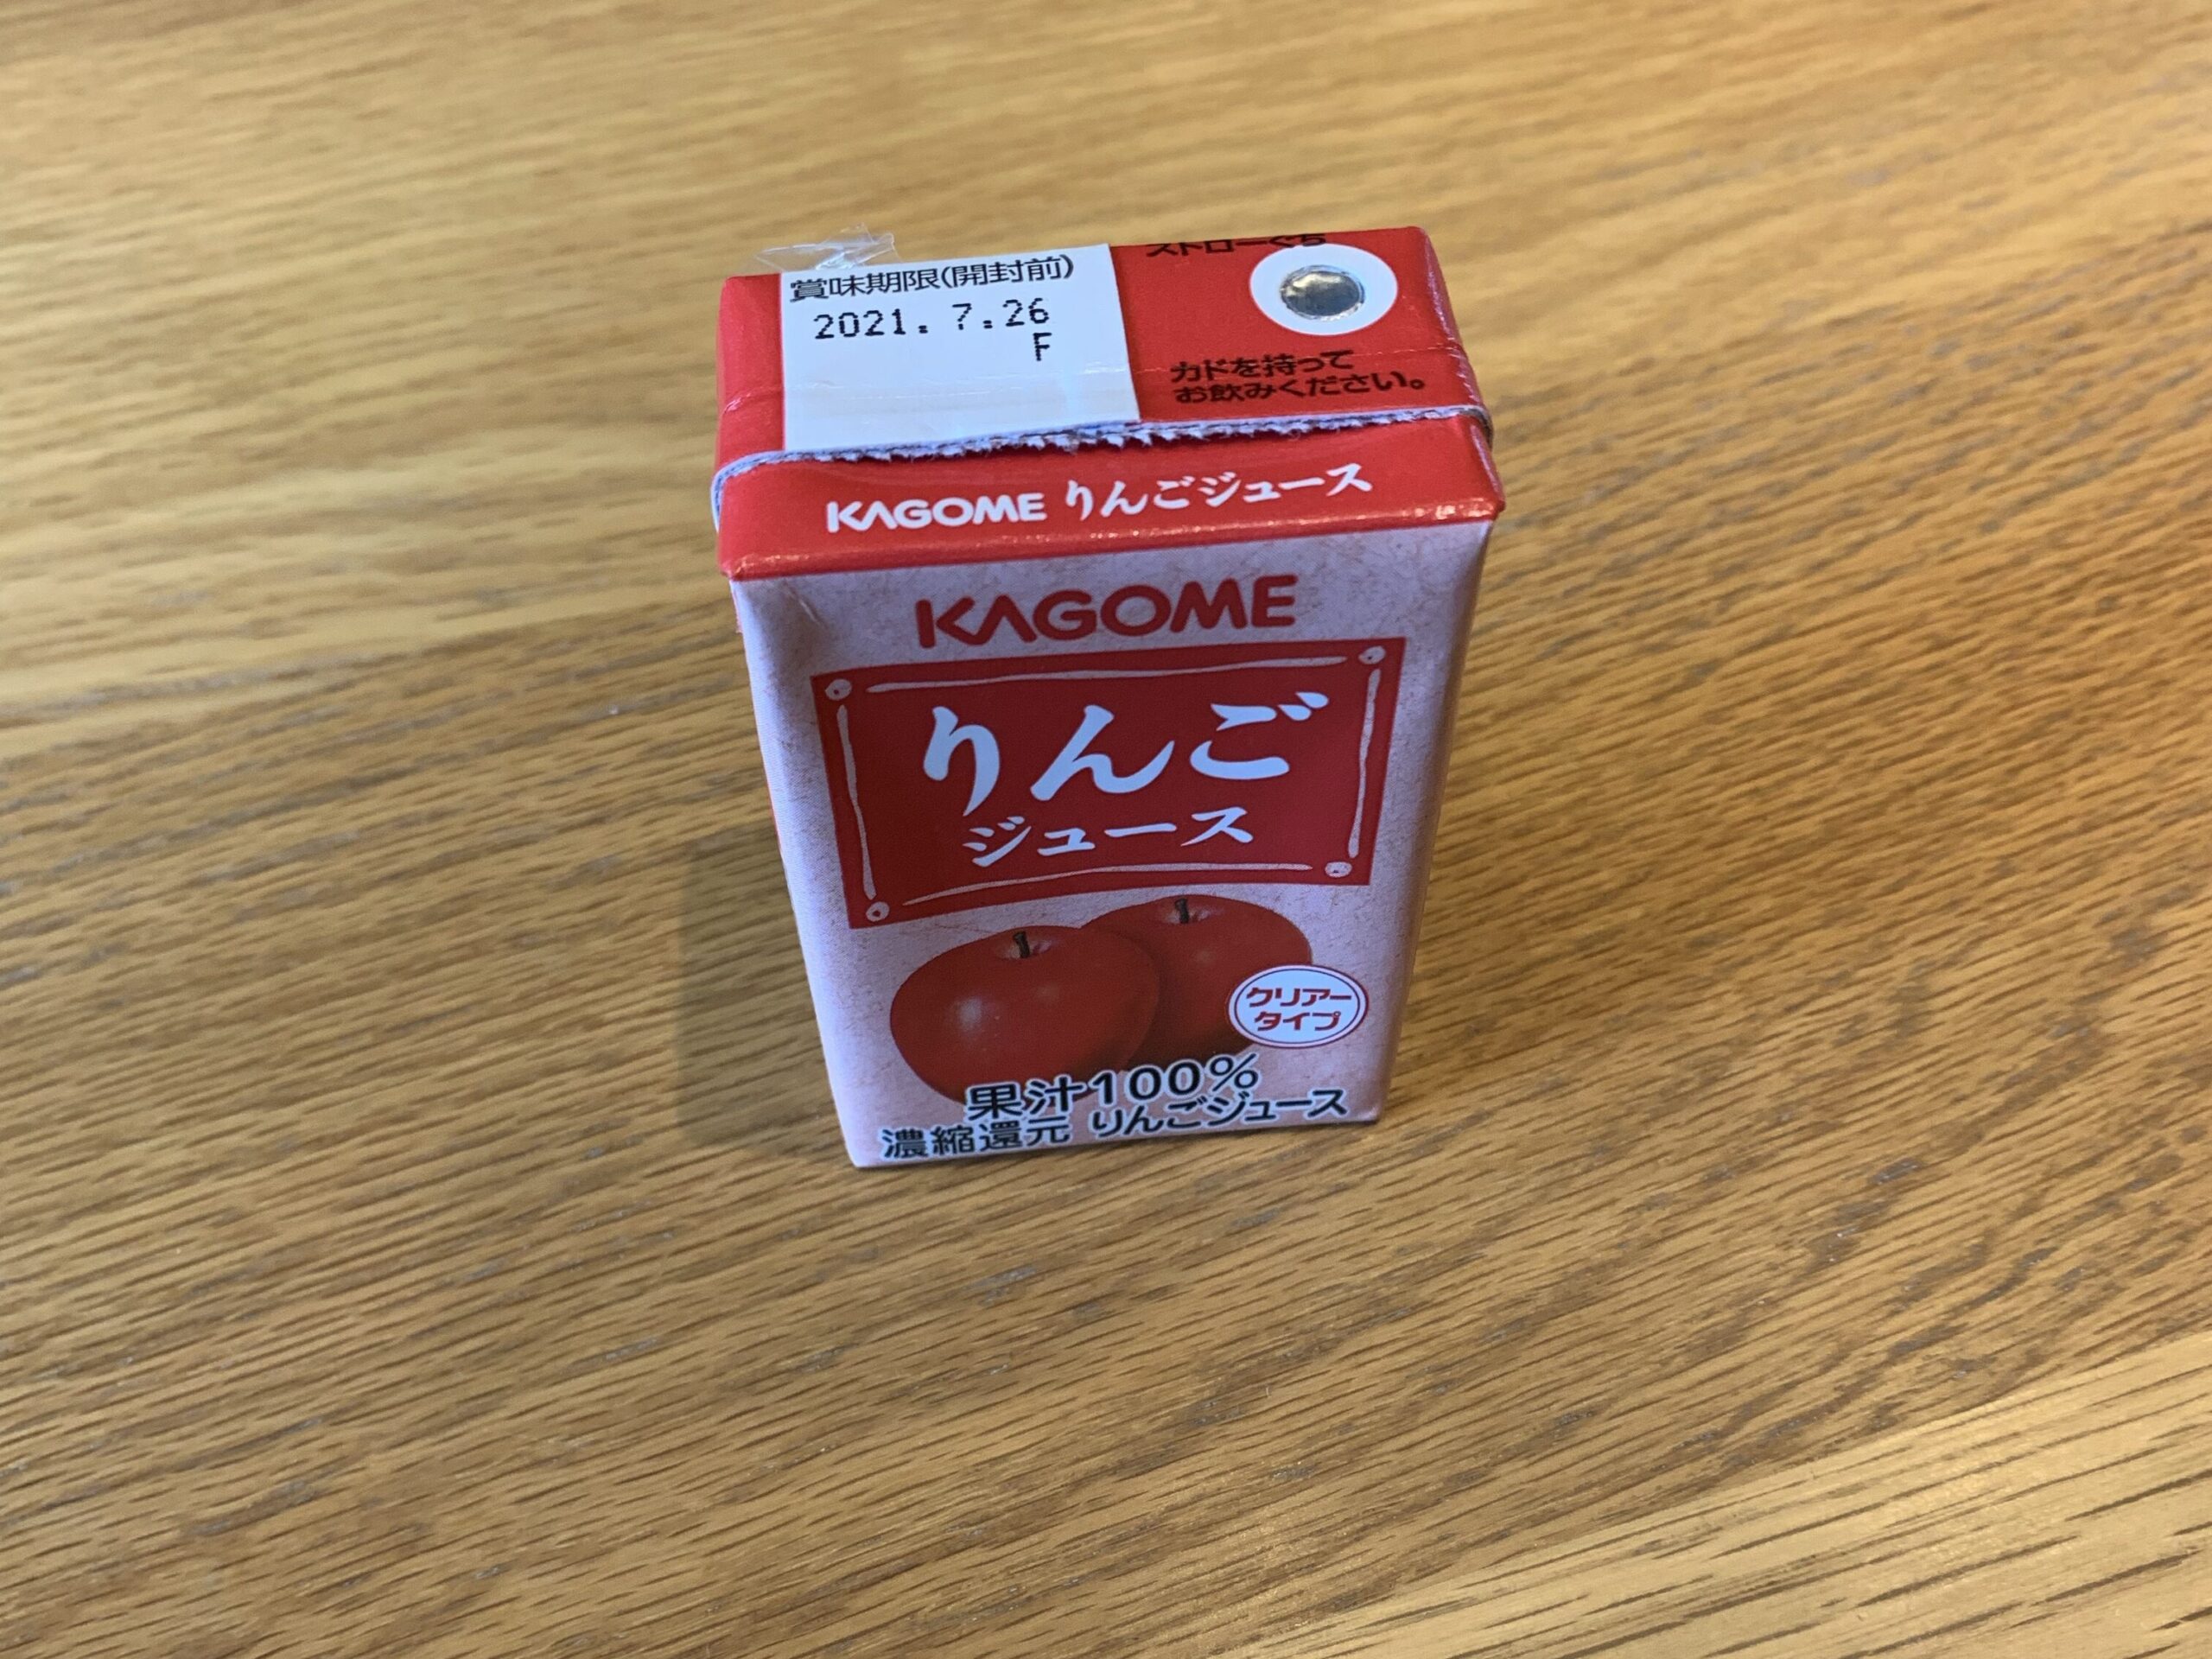 ストローぐち
賞味期限(開封前)
2021. 7.26
F
カドを持って
お飲みください。
KAGOME りんごジュース
KAGOME
りんご
ジュース
クリアー
タイプ
果汁100%
濃縮還元 りんごジュース